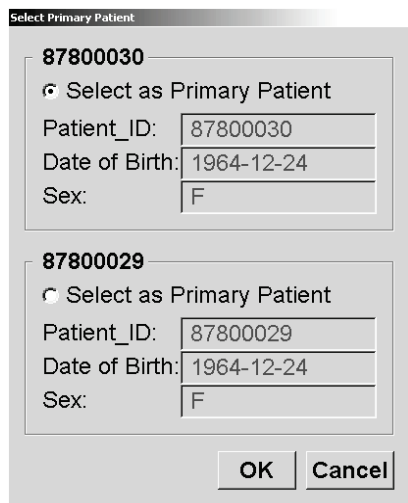 Select Primary Patient
87800030
Select as Primary Patient
Patient_ID: 87800030
Date of Birth: 1964-12-24
Sex: F
87800029
Select as Primary Patient
Patient_ID: 87800029
Date of Birth: 1964-12-24
Sex: F
OK Cancel